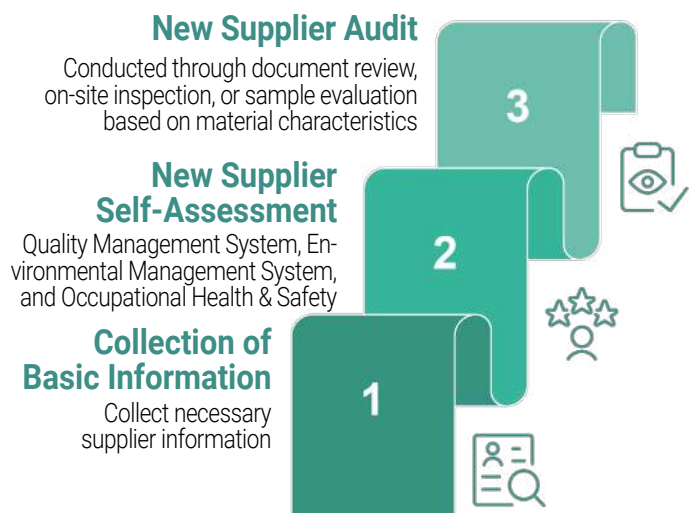 New Supplier Audit
Conducted through document review,
on-site inspection, or sample evaluation
based on material characteristics
3
New Supplier
Self-Assessment
Quality Management System, En-
vironmental Management System,
and Occupational Health & Safety
2
Collection of
Basic Information
Collect necessary
supplier information
1